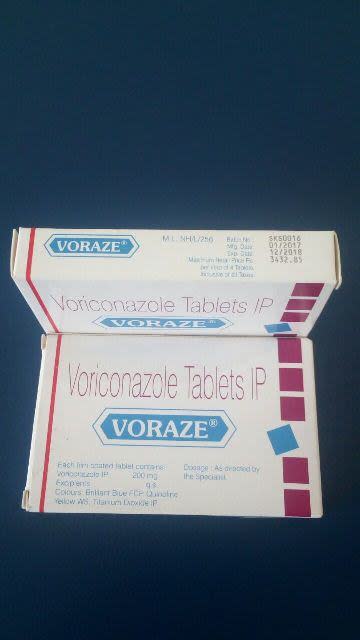 VORAZE®
M.L. NH/L/256
Batch No. SKS0016
Mfg. Date 01/2017
Exp. Date 12/2018
Maximum Retail Price Rs. 3432.85
per strip of 4 Tablets
Inclusive of all Taxes
Voriconazole Tablets IP
VORAZE®
Voriconazole Tablets IP
VORAZE®
Each film coated tablet contains:
Voriconazole IP 200 mg
Excipients q.s.
Colours: Brilliant Blue FCF, Quinoline
Yellow WS, Titanium Dioxide IP
Dosage : As directed by
the Specialist.